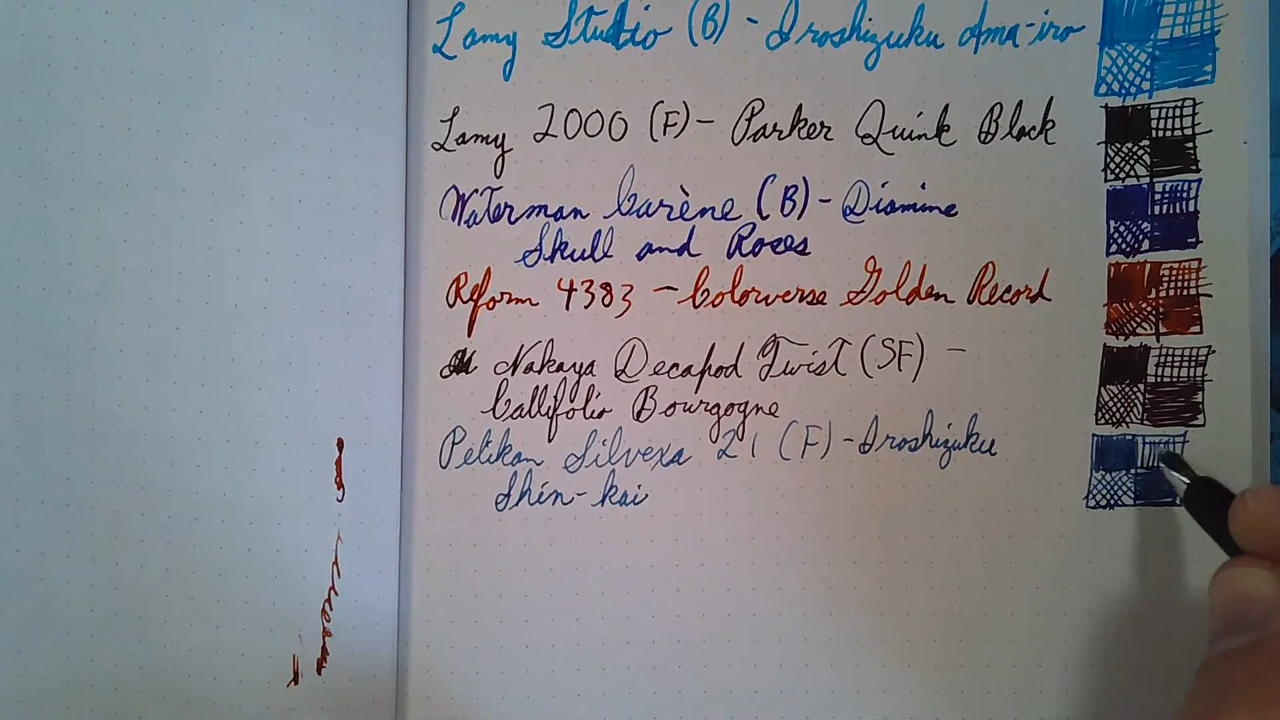 Lamy Studio (B) - Iroshizuku Ama-iro
Lamy 2000 (F) - Parker Quink Black
Waterman Carène (B) - Diamine
Skull and Roses
Reform 4383 - Colorverse Golden Record
Nakaya Decapod Twist (SF) -
Callifolio Bourgogne
Pelikan Silvexa 21 (F) - Iroshizuku
Shin-kai